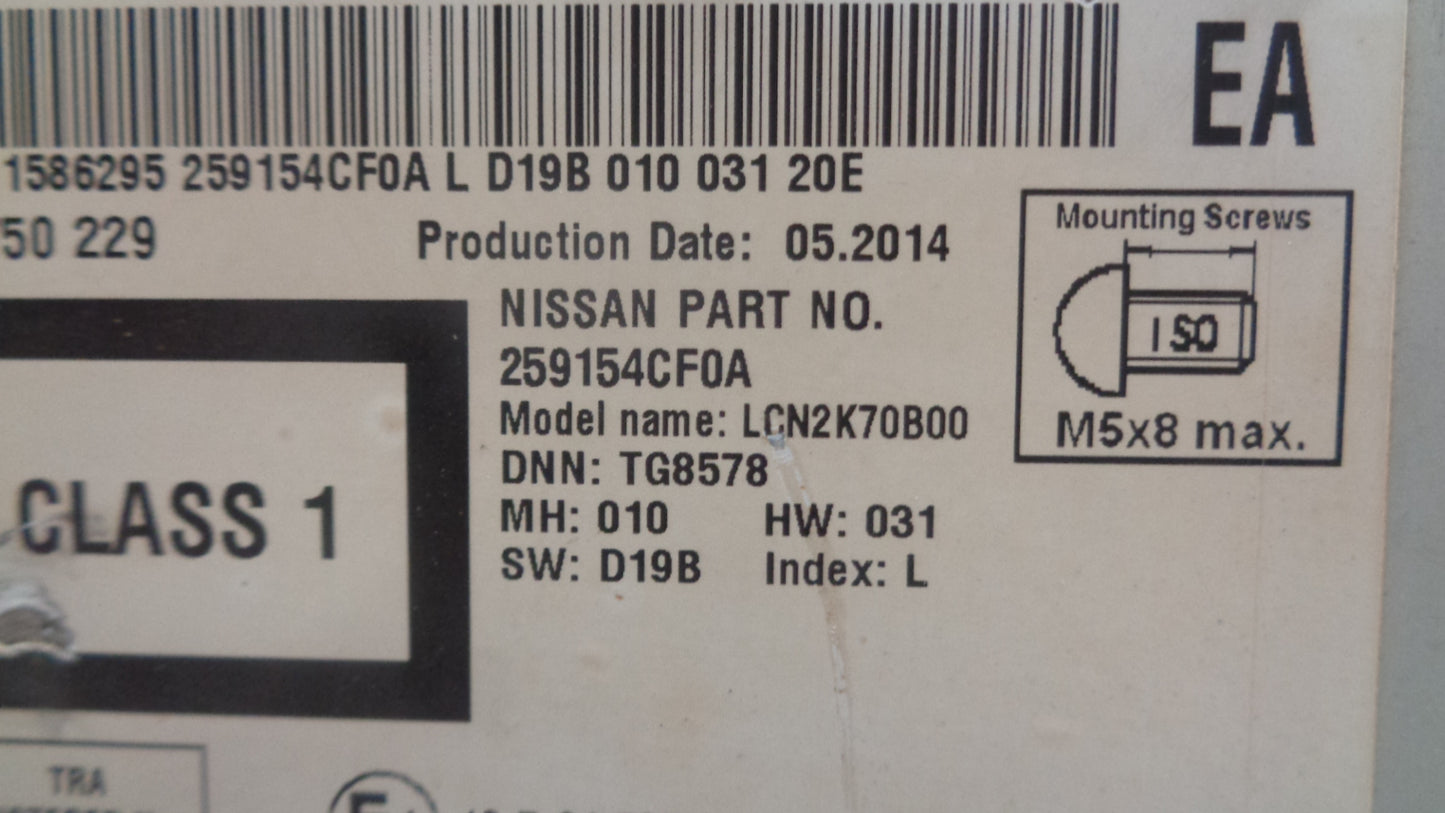 EA
1586295 259154CF0A L D19B 010 031 20E
50 229
Production Date: 05.2014
Mounting Screws
ISO
M5x8 max.
NISSAN PART NO.
259154CF0A
Model name: LCN2K70B00
DNN: TG8578
MH: 010 HW: 031
SW: D19B Index: L
CLASS 1
TRA